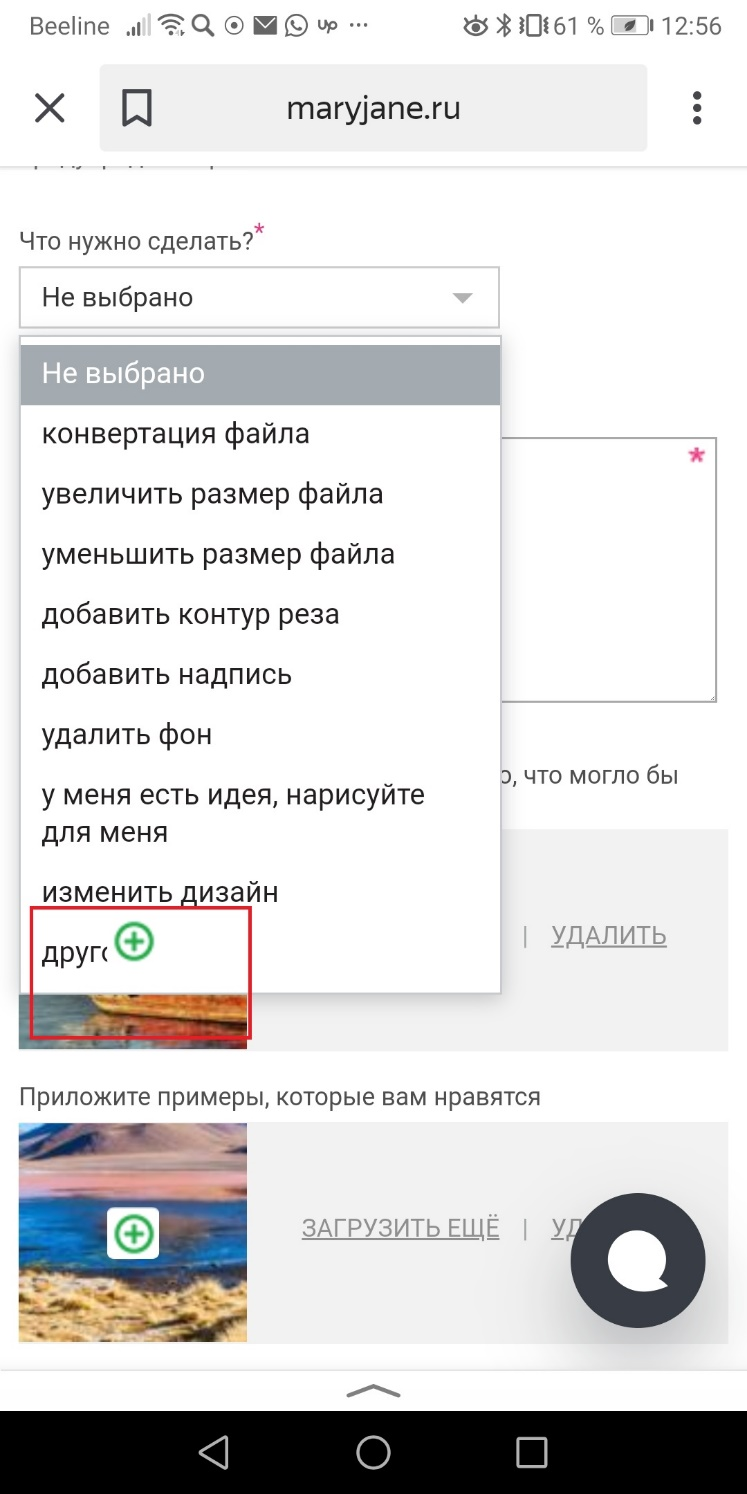 Beeline up ... 61 % 12:56
maryjane.ru
Что нужно сделать?*
Не выбрано
Не выбрано
конвертация файла
*
увеличить размер файла
уменьшить размер файла
добавить контур реза
добавить надпись
удалить фон
что могло бы
у меня есть идея, нарисуйте
для меня
изменить дизайн
| УДАЛИТЬ
Приложите примеры, которые вам нравятся
ЗАГРУЗИТЬ ЕЩЁ |